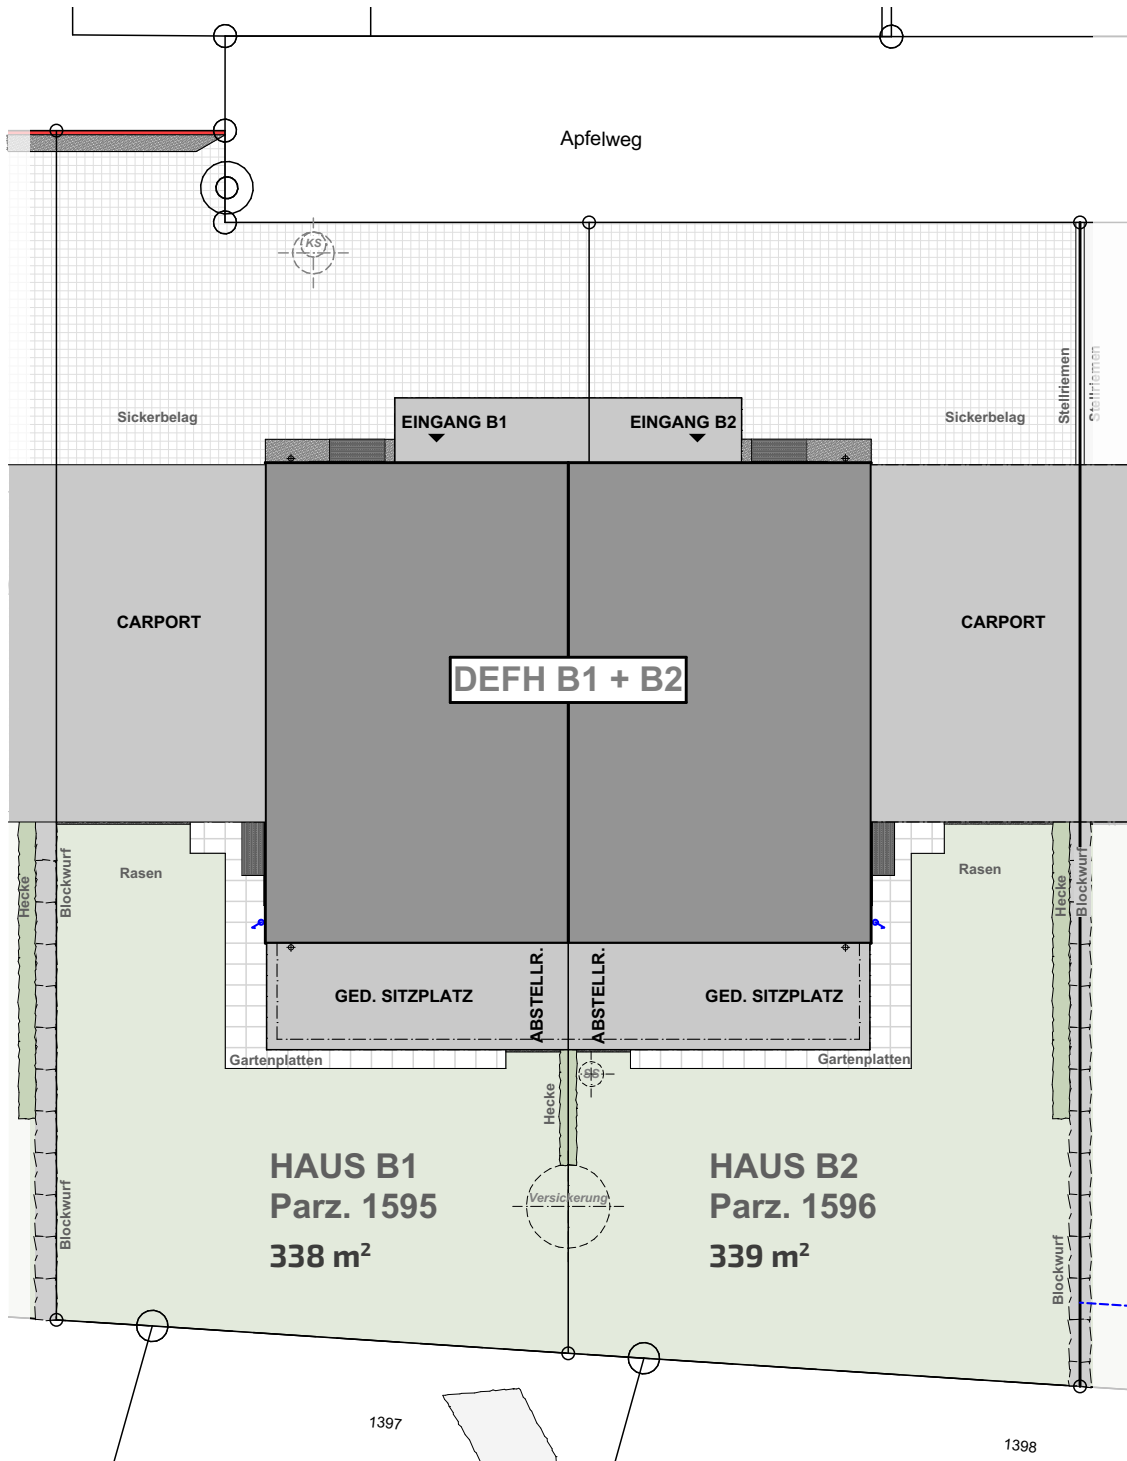 Apfelweg
KS
Stellriemen
Stellriemen
Sickerbelag
EINGANG B1
EINGANG B2
Sickerbelag
CARPORT
CARPORT
DEFH B1 + B2
Rasen
Rasen
Hecke
Blockwurf
Hecke
Blockwurf
GED. SITZPLATZ
ABSTELLR.
ABSTELLR.
GED. SITZPLATZ
Gartenplatten
Gartenplatten
SS
Hecke
HAUS B1
Parz. 1595
338 m²
HAUS B2
Parz. 1596
339 m²
Versickerung
Blockwurf
Blockwurf
1397
1398